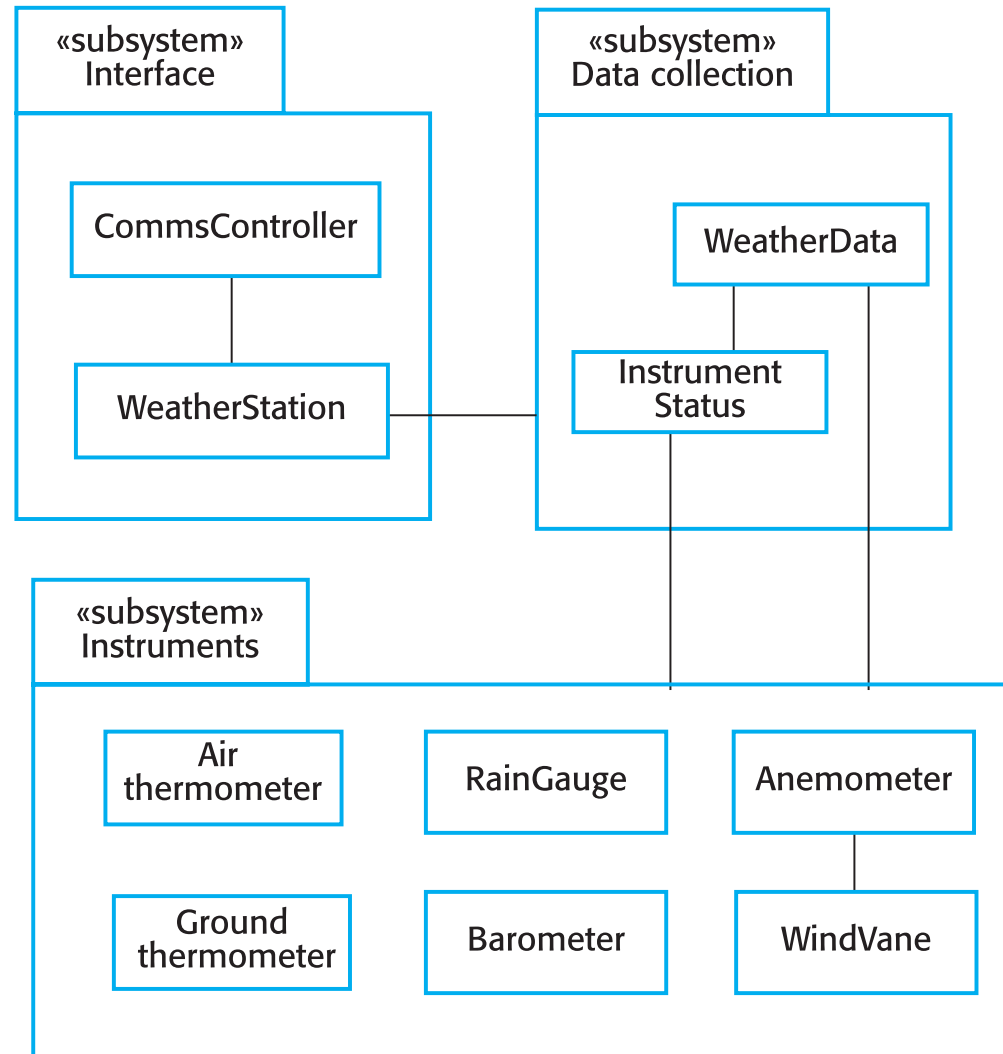 «subsystem»
Interface
CommsController
WeatherStation
«subsystem»
Data collection
WeatherData
Instrument
Status
«subsystem»
Instruments
Air
thermometer
RainGauge
Anemometer
Ground
thermometer
Barometer
WindVane